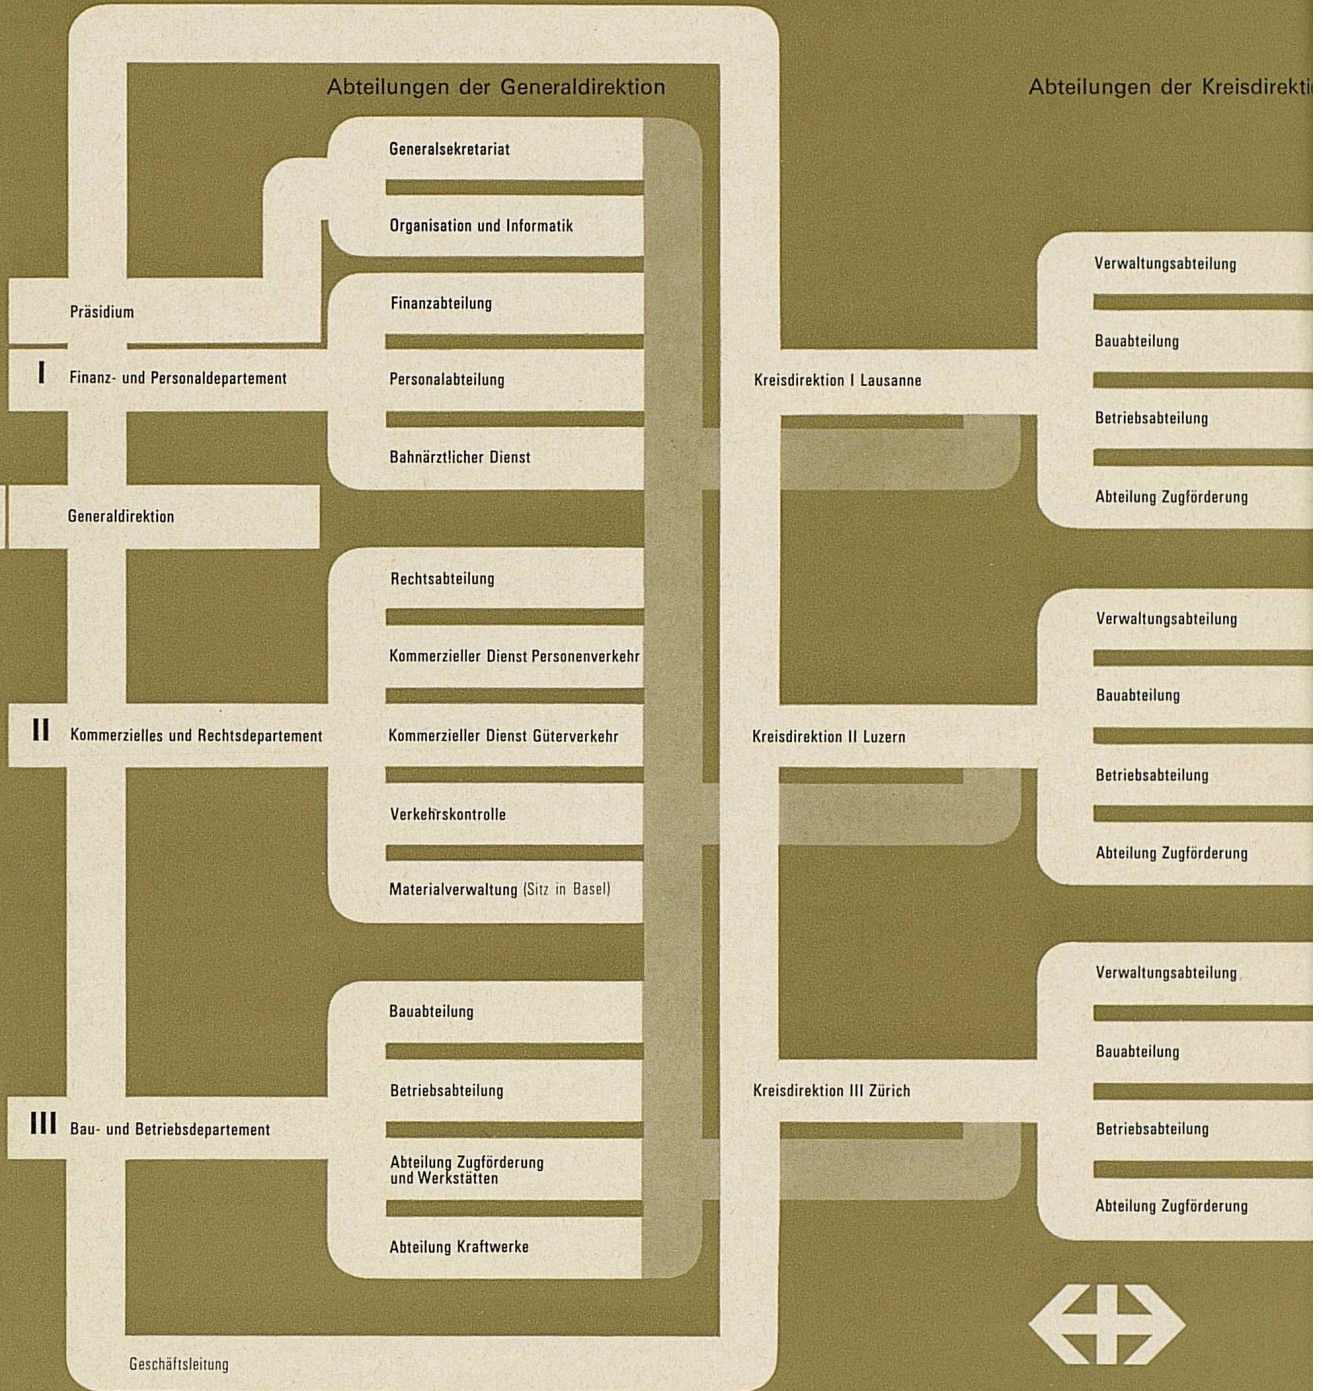 Abteilungen der Generaldirektion
Generalsekretariat
Organisation und Informatik
Präsidium
Finanzabteilung
I Finanz- und Personaldepartement
Personalabteilung
Bahnärztlicher Dienst
Generaldirektion
Rechtsabteilung
Kommerzieller Dienst Personenverkehr
II Kommerzielles und Rechtsdepartement
Kommerzieller Dienst Güterverkehr
Verkehrskontrolle
Materialverwaltung (Sitz in Basel)
Bauabteilung
Betriebsabteilung
III Bau- und Betriebsdepartement
Abteilung Zugförderung
und Werkstätten
Abteilung Kraftwerke
Geschäftsleitung
Abteilungen der
Kreisdirektion I Lausanne
Verwaltungsabteilung
Bauabteilung
Betriebsabteilung
Abteilung Zugförderung
Kreisdirektion II Luzern
Verwaltungsabteilung
Bauabteilung
Betriebsabteilung
Abteilung Zugförderung
Kreisdirektion III Zürich
Verwaltungsabteilung
Bauabteilung
Betriebsabteilung
Abteilung Zugförderung